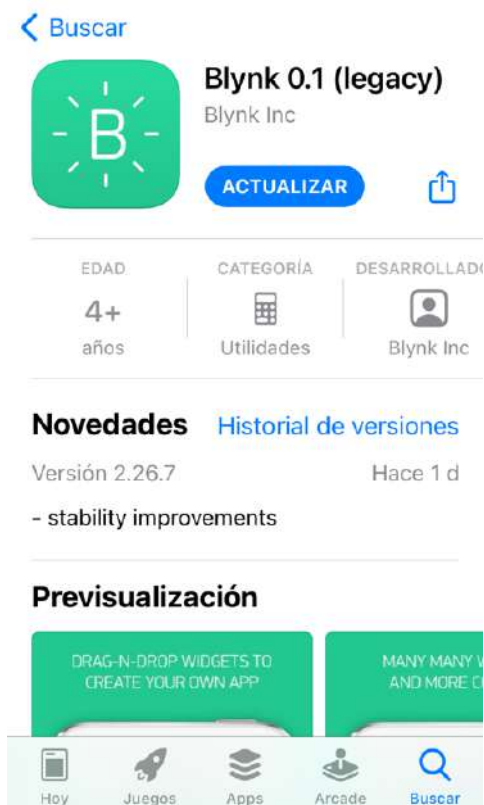 Buscar
B
Blynk 0.1 (legacy)
Blynk Inc
ACTUALIZAR
EDAD
4+
años
CATEGORÍA
Utilidades
DESARROLLADO
Blynk Inc
Novedades Historial de versiones
Versión 2.26.7 Hace 1 d
- stability improvements
Previsualización
DRAG-N-DROP WIDGETS TO
CREATE YOUR OWN APP
MANY MANY
AND MORE
Hoy Juegos Apps Arcade Buscar